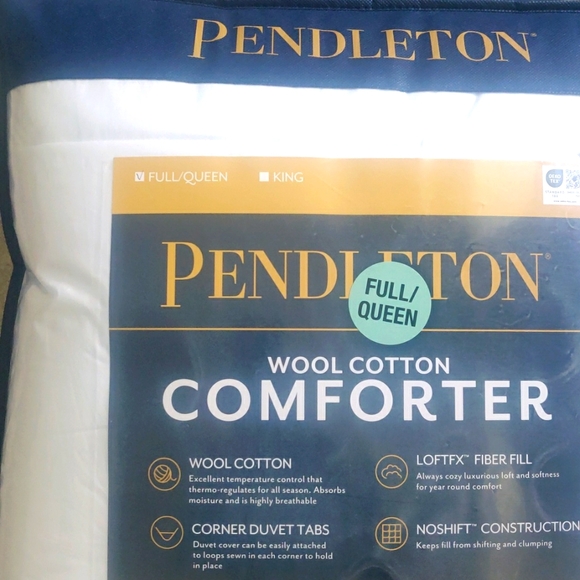 PENDLETON®
FULL/QUEEN KING
PENDLETON®
FULL/
QUEEN
WOOL COTTON
COMFORTER
WOOL COTTON
Excellent temperature control that
thermo-regulates for all season. Absorbs
moisture and is highly breathable
LOFTFX™ FIBER FILL
Always cozy luxurious loft and softness
for year round comfort
CORNER DUVET TABS
Duvet cover can be easily attached
to loops sewn in each corner to hold
in place
NOSHIFT™ CONSTRUCTION
Keeps fill from shifting and clumping